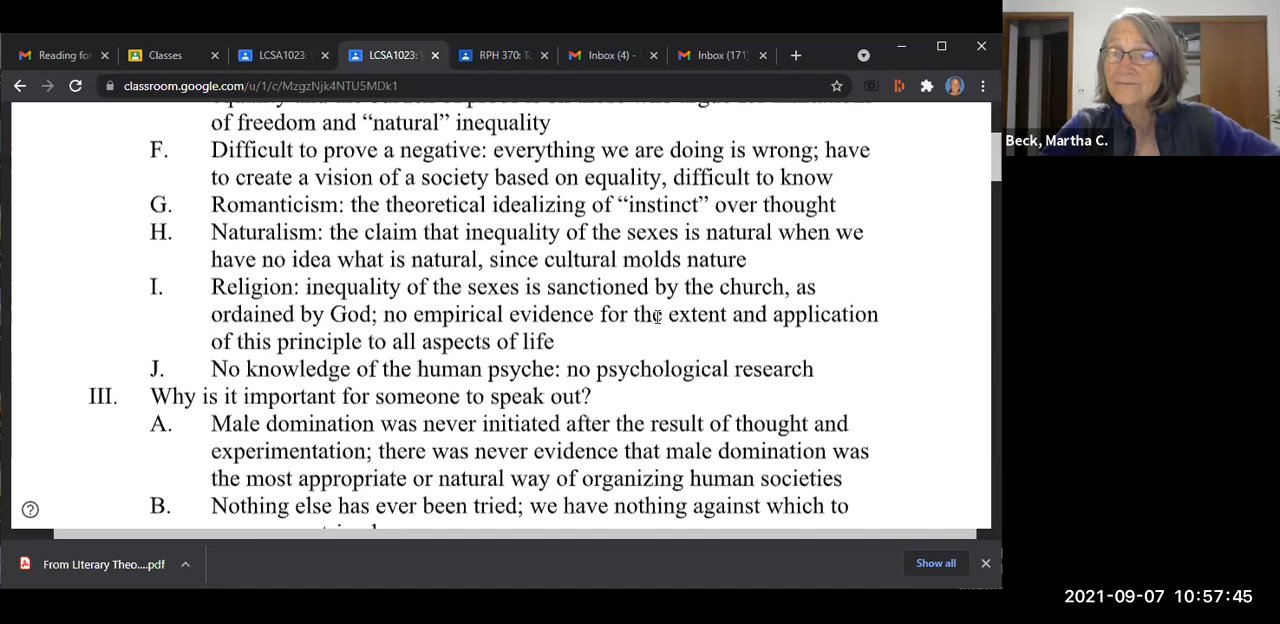 Reading for
Classes
LCSA1023:
LCSA1023:
RPH 370: To
Inbox (4) -
Inbox (171)
classroom.google.com/u/1/c/MzgzNjk4NTU5MDk1
of freedom and “natural” inequality
F. Difficult to prove a negative: everything we are doing is wrong; have
to create a vision of a society based on equality, difficult to know
G. Romanticism: the theoretical idealizing of “instinct” over thought
H. Naturalism: the claim that inequality of the sexes is natural when we
have no idea what is natural, since cultural molds nature
I. Religion: inequality of the sexes is sanctioned by the church, as
ordained by God; no empirical evidence for the extent and application
of this principle to all aspects of life
J. No knowledge of the human psyche: no psychological research
III. Why is it important for someone to speak out?
A. Male domination was never initiated after the result of thought and
experimentation; there was never evidence that male domination was
the most appropriate or natural way of organizing human societies
B. Nothing else has ever been tried; we have nothing against which to
From Literary Theo....pdf
Show all
Beck, Martha C.
2021-09-07 10:57:45